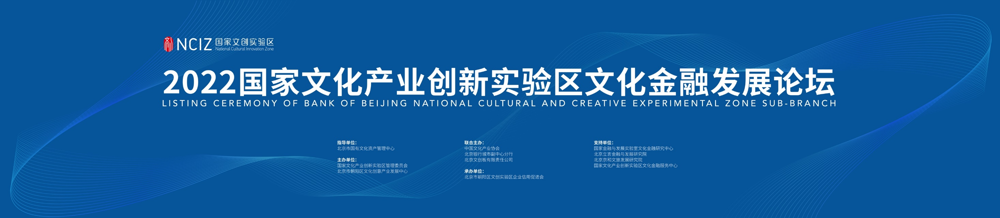 NCIZ 国家文创实验区
National Cultural Innovation Zone
2022国家文化产业创新实验区文化金融发展论坛
LISTING CEREMONY OF BANK OF BEIJING NATIONAL CULTURAL AND CREATIVE EXPERIMENTAL ZONE SUB-BRANCH
指导单位：
北京市国有文化资产管理中心
主办单位：
国家文化产业创新实验区管理委员会
北京市朝阳区文化创意产业发展中心
联合主办：
中国文化产业协会
北京银行城市副中心分行
北京文创板有限责任公司
承办单位：
北京市朝阳区文创实验区企业信用促进会
支持单位：
国家金融与发展实验室文化金融研究中心
北京立言金融与发展研究院
北京京和文旅发展研究院
国家文化产业创新实验区文化金融服务中心